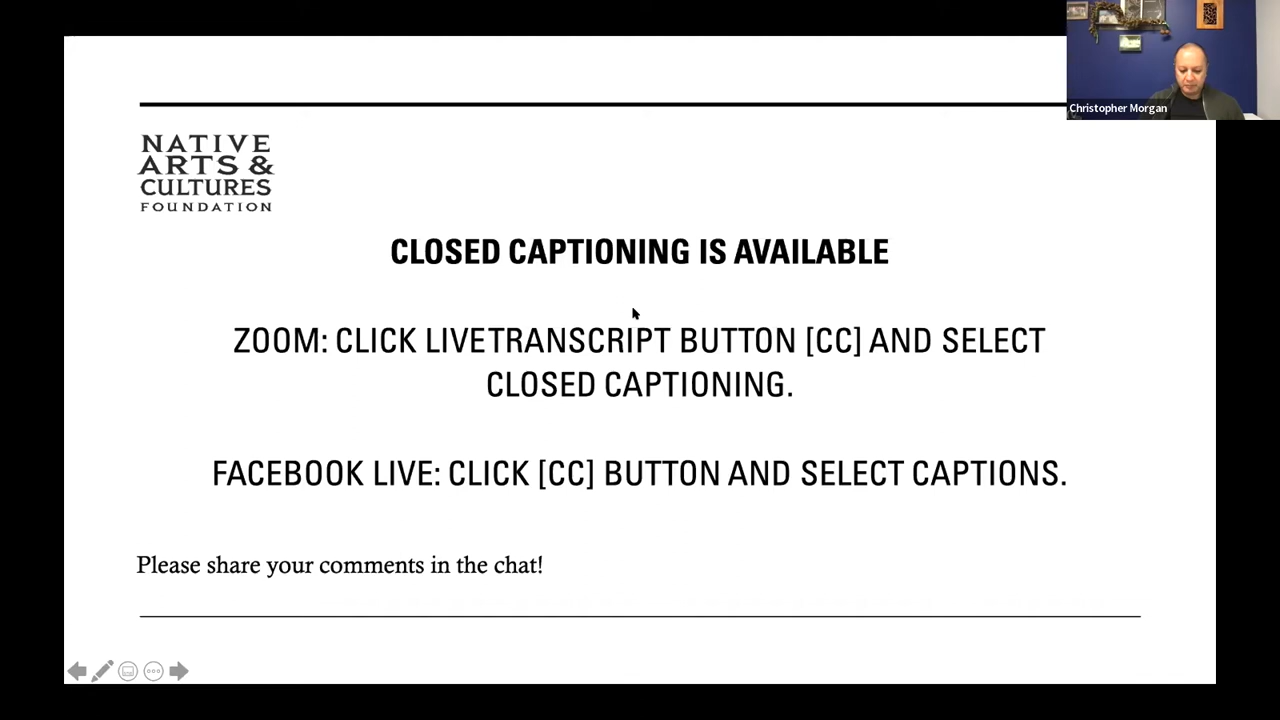 Christopher Morgan
NATIVE
ARTS &
CULTURES
FOUNDATION
CLOSED CAPTIONING IS AVAILABLE
ZOOM: CLICK LIVETRANSCRIPT BUTTON [CC] AND SELECT
CLOSED CAPTIONING.
FACEBOOK LIVE: CLICK [CC] BUTTON AND SELECT CAPTIONS.
Please share your comments in the chat!